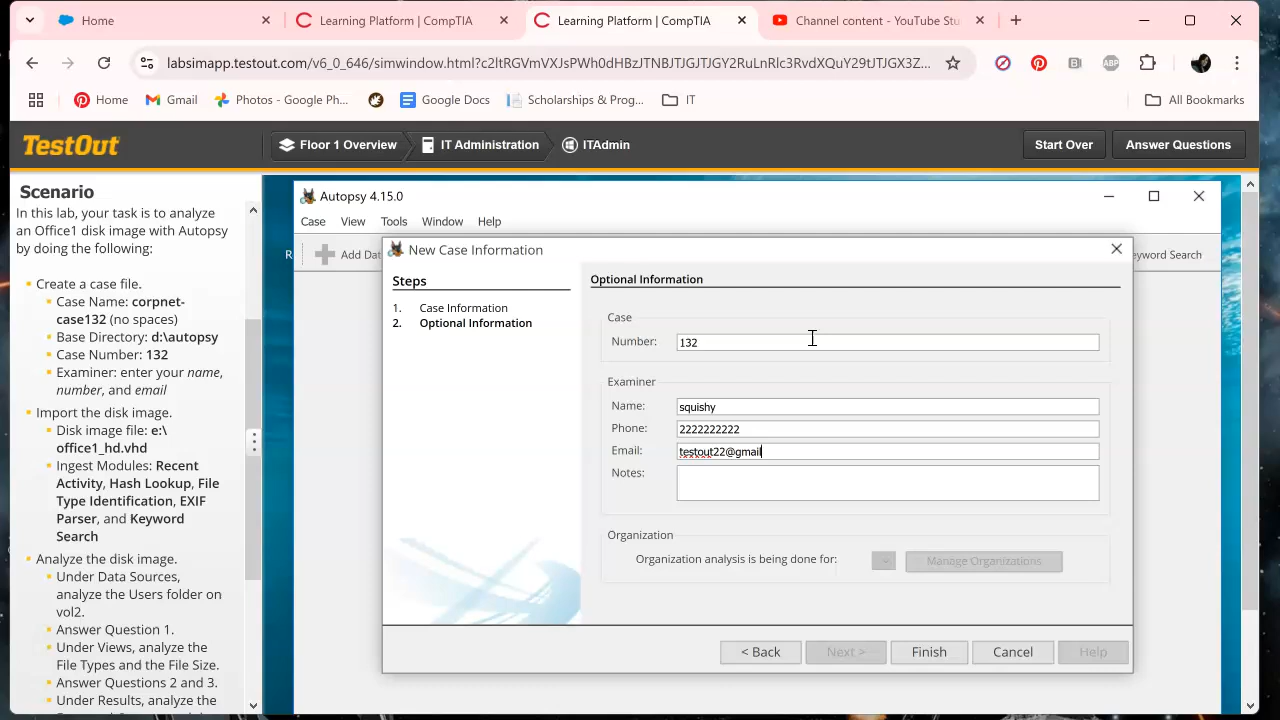 Home
Learning Platform | CompTIA
Learning Platform | CompTIA
Channel content - YouTube Stu
labsimapp.testout.com/v6_0_646/simwindow.html?c2ltRGVmVXJsPWh0dHBzJTNBJTJGJTJGY2RuLnRlc3RvdXQuY29tJTJGX3Z...
Home
Gmail
Photos - Google Ph...
Google Docs
Scholarships & Prog...
IT
All Bookmarks
TestOut
Floor 1 Overview
IT Administration
ITAdmin
Start Over
Answer Questions
Scenario
In this lab, your task is to analyze
an Office1 disk image with Autopsy
by doing the following:
Create a case file.
Case Name: corpnet-
case132 (no spaces)
Base Directory: d:\autopsy
Case Number: 132
Examiner: enter your name,
number, and email
Import the disk image.
Disk image file: e:\
office1_hd.vhd
Ingest Modules: Recent
Activity, Hash Lookup, File
Type Identification, EXIF
Parser, and Keyword
Search
Analyze the disk image.
Under Data Sources,
analyze the Users folder on
vol2.
Answer Question 1.
Under Views, analyze the
File Types and the File Size.
Answer Questions 2 and 3.
Under Results, analyze the
Autopsy 4.15.0
Case View Tools Window Help
R
Add Dat
eyword Search
New Case Information
Steps
1. Case Information
2. Optional Information
Optional Information
Case
Number: 132
Examiner
Name: squishy
Phone: 2222222222
Email: testout22@gmail
Notes:
Organization
Organization analysis is being done for:
Manage Organizations
< Back
Next >
Finish
Cancel
Help
ABP